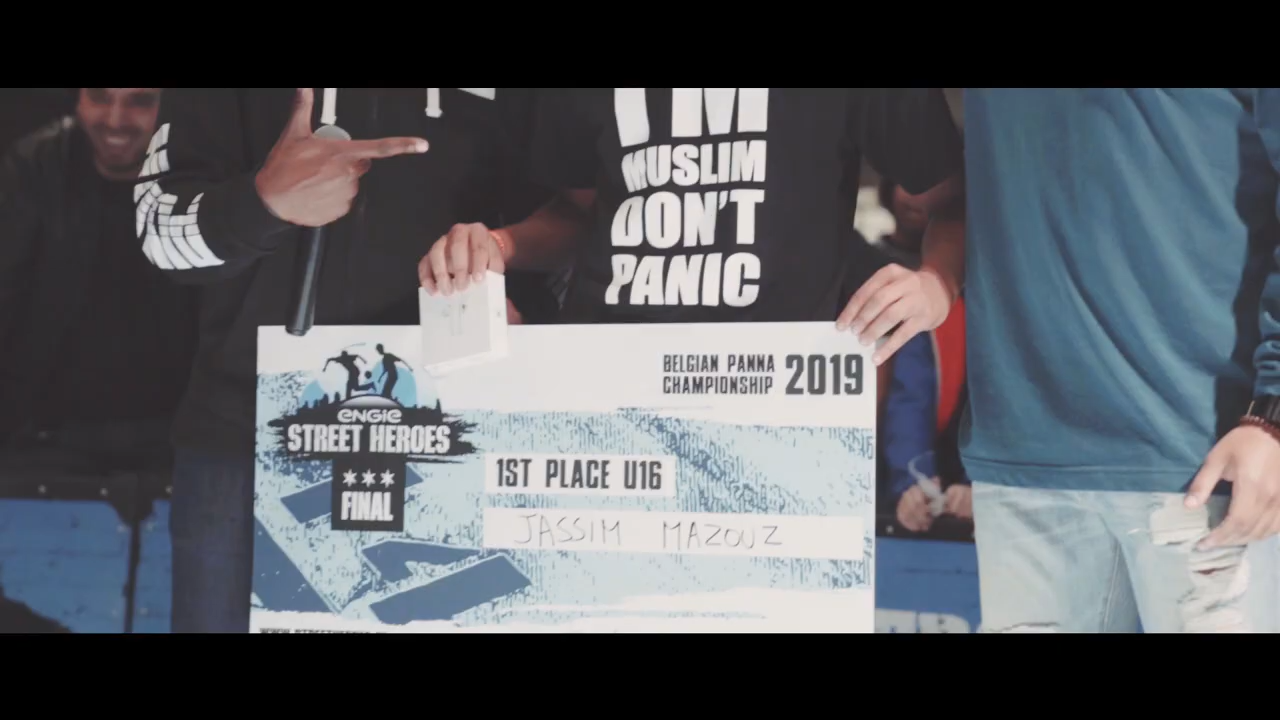 I'M
MUSLIM
DON'T
PANIC
BELGIAN PANNA
CHAMPIONSHIP 2019
ENGIE
STREET HEROES
FINAL
1ST PLACE U16
JASSIM MAZOUZ